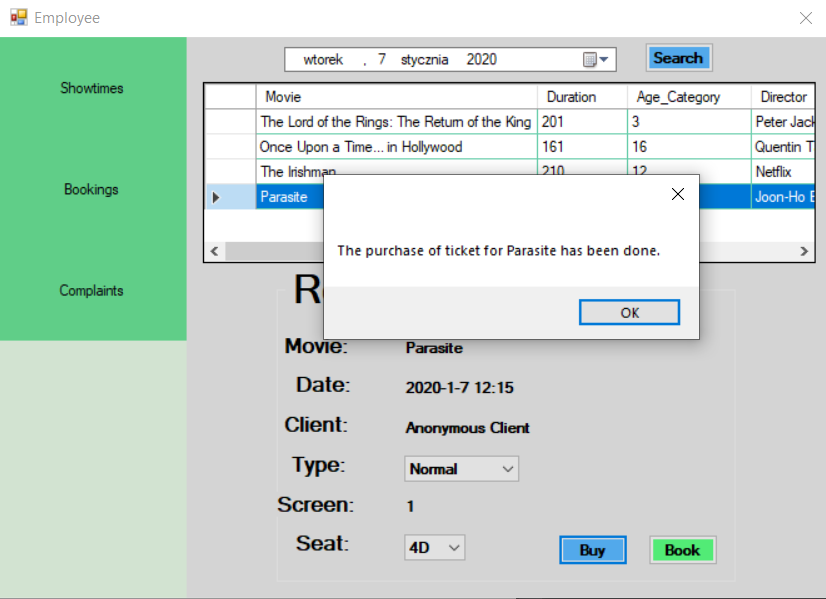 Employee
Showtimes
Bookings
Complaints
wtorek , 7 stycznia 2020
Search
Movie Duration Age_Category Director
The Lord of the Rings: The Return of the King 201 3 Peter Jack
Once Upon a Time... in Hollywood 161 16 Quentin T
The Irishman 210 12 Netflix
Parasite Joon-Ho B
The purchase of ticket for Parasite has been done.
OK
Movie: Parasite
Date: 2020-1-7 12:15
Client: Anonymous Client
Type: Normal
Screen: 1
Seat: 4D
Buy
Book